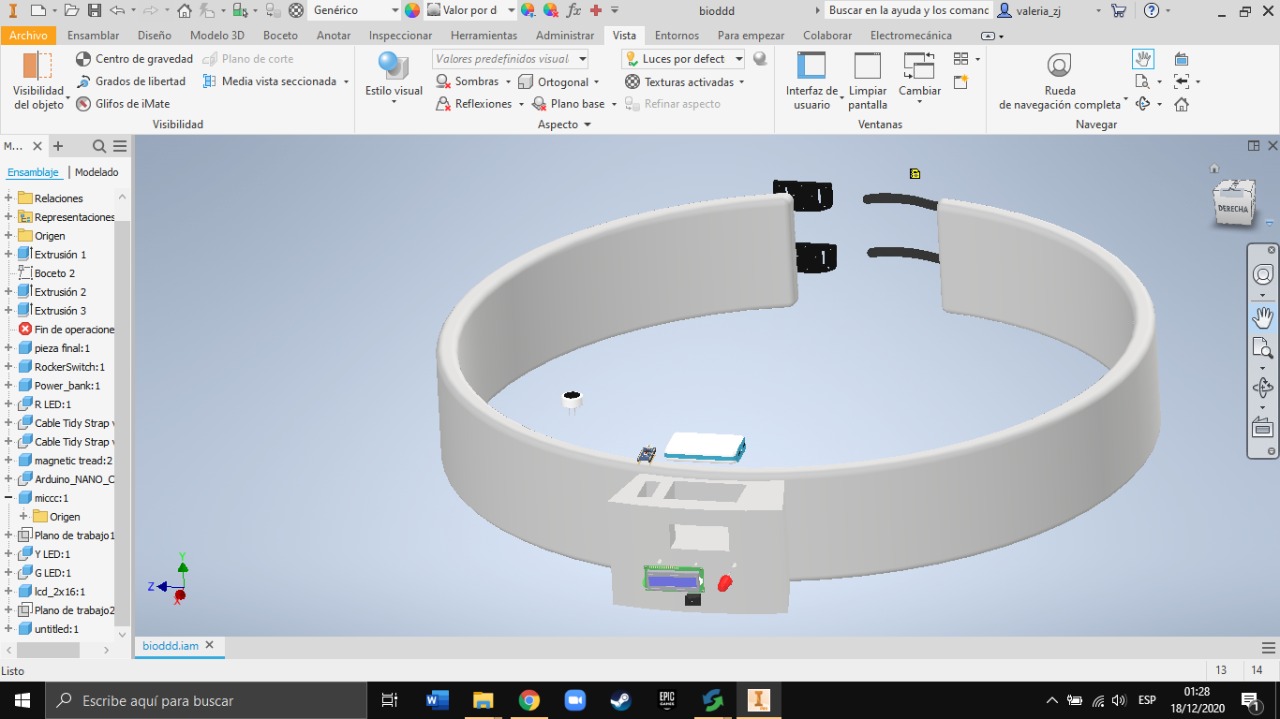 Genérico
Valor por d
bioddd
Buscar en la ayuda y los comanc
valeria_zj
Archivo
Ensamblar
Diseño
Modelo 3D
Boceto
Anotar
Inspeccionar
Herramientas
Administrar
Vista
Entornos
Para empezar
Colaborar
Electromecánica
Visibilidad
del objeto
Centro de gravedad
Grados de libertad
Glifos de iMate
Plano de corte
Media vista seccionada
Visibilidad
Estilo visual
Valores predefinidos visual
Sombras
Reflexiones
Ortogonal
Plano base
Luces por defect
Texturas activadas
Refinar aspecto
Aspecto
Interfaz de
usuario
Limpiar
pantalla
Cambiar
Ventanas
Rueda
de navegación completa
Navegar
M...
Ensamblaje
Modelado
Relaciones
Representaciones
Origen
Extrusión 1
Boceto 2
Extrusión 2
Extrusión 3
Fin de operacione
pieza final:1
RockerSwitch:1
Power_bank:1
R LED:1
Cable Tidy Strap v
Cable Tidy Strap v
magnetic tread:2
Arduino_NANO_C
miccc:1
Origen
Plano de trabajo1
Y LED:1
G LED:1
lcd_2x16:1
Plano de trabajo2
untitled:1
DERECHA
Y
Z
X
bioddd.iam
Listo
13
14
Escribe aquí para buscar
EPIC
GAMES
ESP
01:28
18/12/2020
1